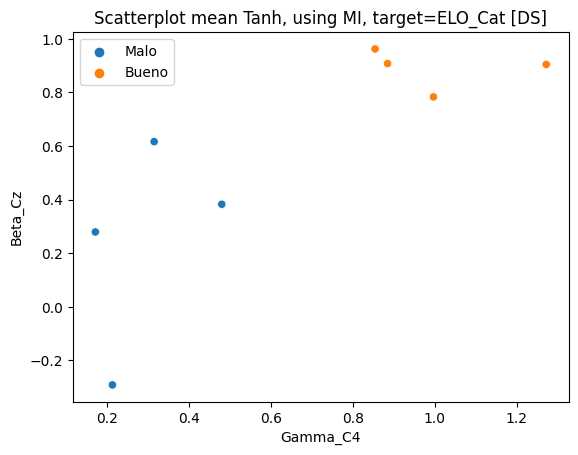 Scatterplot mean Tanh, using MI, target=ELO_Cat [DS]
Malo
Bueno
1.0
0.8
0.6
0.4
0.2
0.0
−0.2
Beta_Cz
0.2 0.4 0.6 0.8 1.0 1.2
Gamma_C4